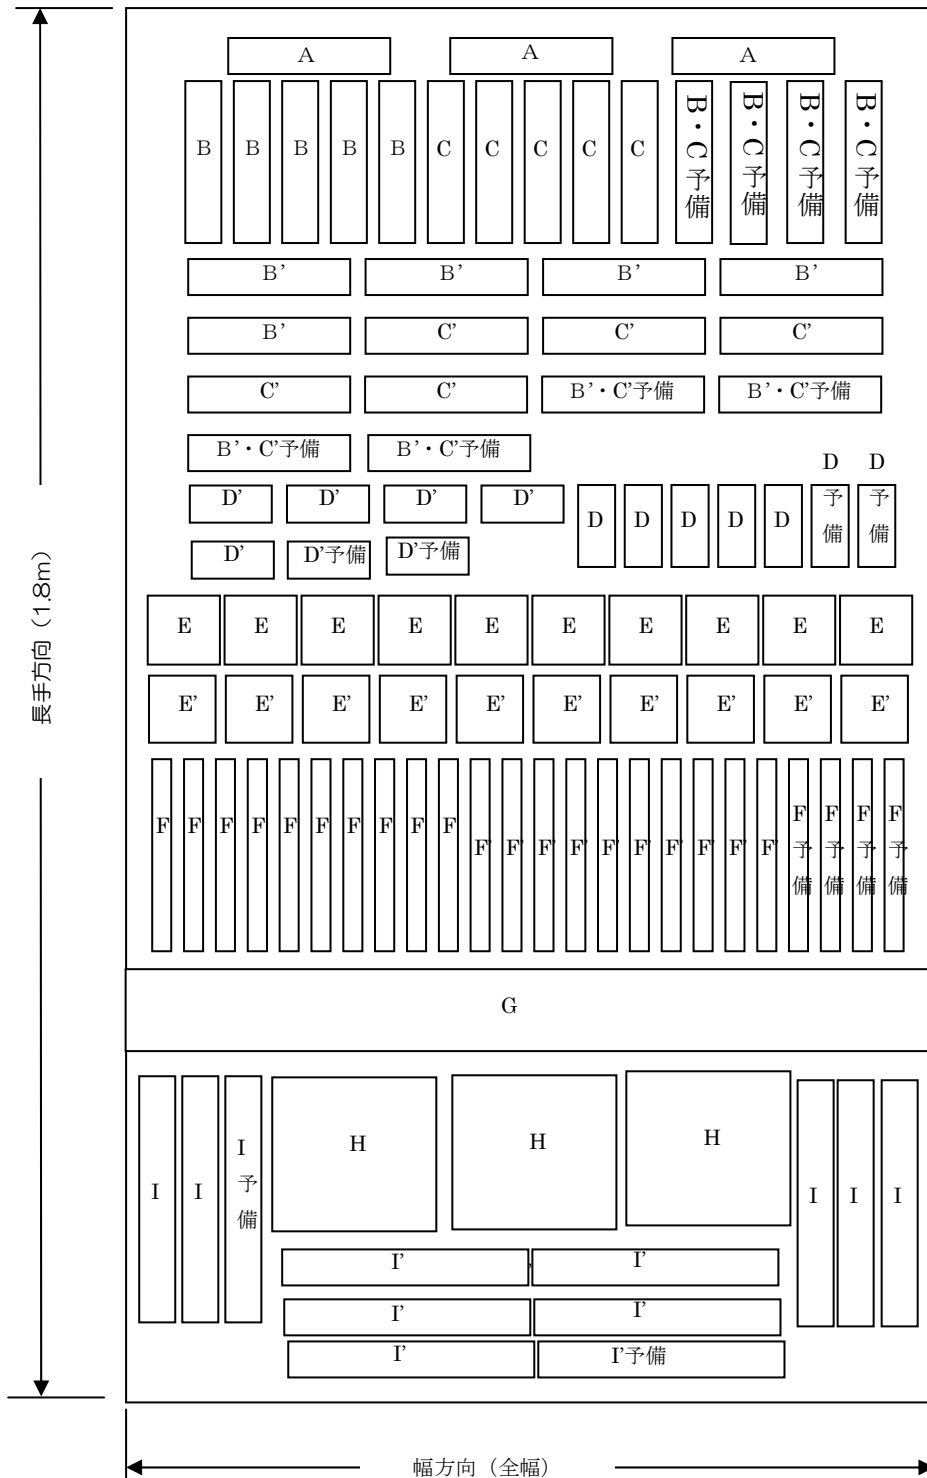 A A A
B B B B B C C C C C B・C予備 B・C予備 B・C予備 B・C予備
B’ B’ B’ B’
B’ C’ C’ C’
C’ C’ B’・C’予備 B’・C’予備
B’・C’予備 B’・C’予備
D’ D’ D’ D’ D D D D D D予備 D予備
D’ D’予備 D’予備
E E E E E E E E E E
E’ E’ E’ E’ E’ E’ E’ E’ E’ E’
F F F F F F F F F F F’ F’ F’ F’ F’ F’ F’ F’ F’ F’ F予備 F予備 F予備 F予備
G
I I I予備 H H H I I I
I’ I’
I’ I’
I’ I’予備
長手方向（1.8m）
幅方向（全幅）